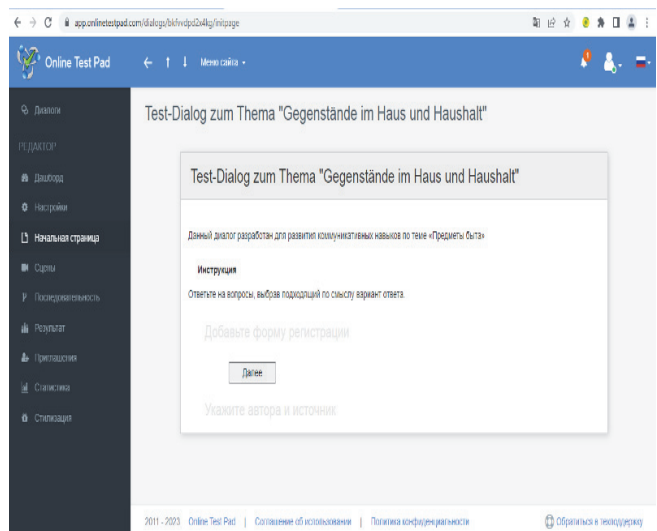 app.onlinetestpad.com/dialogs/bkfvvdpd2x4kg/initpage
Online Test Pad
Меню сайта
Диалоги
Test-Dialog zum Thema "Gegenstände im Haus und Haushalt"
РЕДАКТОР
Дашборд
Настройки
Начальная страница
Сцены
Последовательность
Результат
Приглашения
Статистика
Стилизация
Test-Dialog zum Thema "Gegenstände im Haus und Haushalt"
Данный диалог разработан для развития коммуникативных навыков по теме «Предметы быта»
Инструкция
Ответьте на вопросы, выбрав подходящий по смыслу вариант ответа.
Добавьте форму регистрации
Далее
Укажите автора и источник
2011 - 2023 Online Test Pad | Соглашение об использовании | Политика конфиденциальности
Обратиться в техподдержку